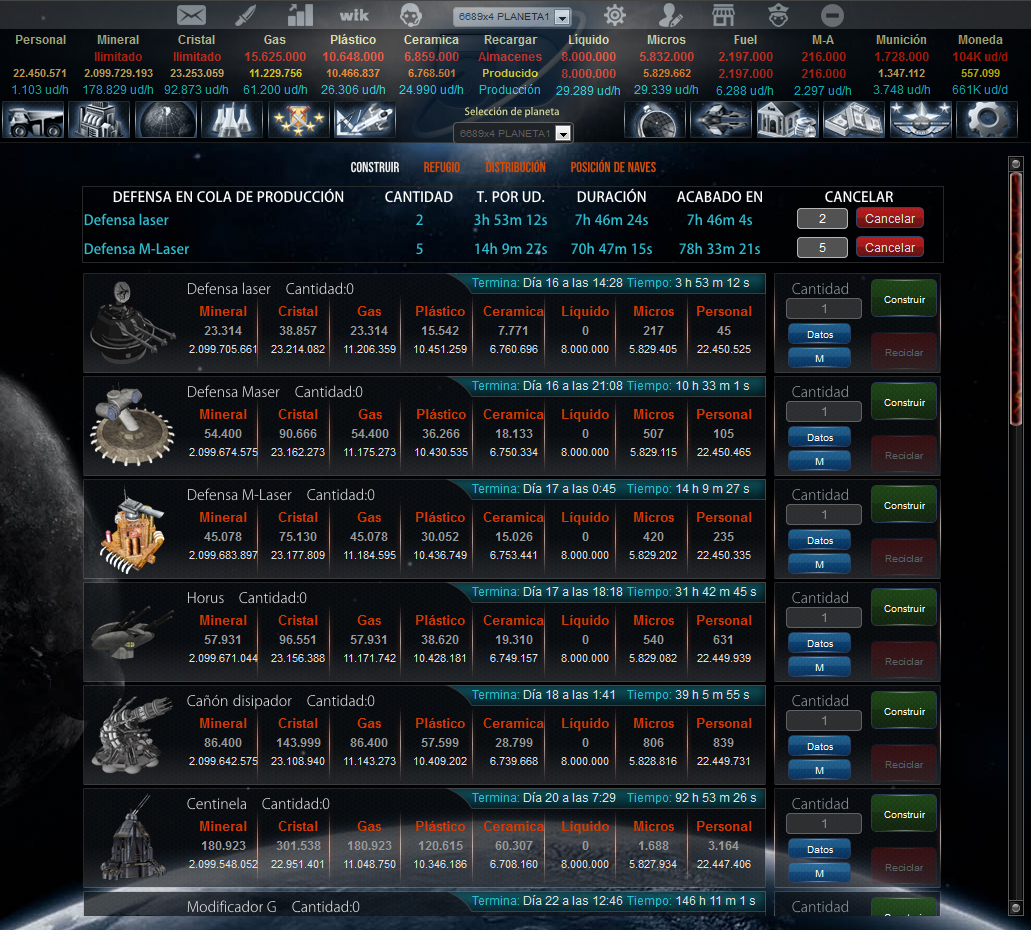 wik 6689x4 PLANETA1
Personal Mineral Cristal Gas Plástico Ceramica Recargar Líquido Micros Fuel M-A Munición Moneda
Ilimitado Ilimitado 15.625.000 10.648.000 6.859.000 Almacenes 8.000.000 5.832.000 2.197.000 216.000 1.728.000 104K ud/d
22.450.571 2.099.729.193 23.253.059 11.229.756 10.466.837 6.768.501 Producido 8.000.000 5.829.662 2.197.000 216.000 1.347.112 557.099
1.103 ud/h 178.829 ud/h 92.873 ud/h 61.200 ud/h 26.306 ud/h 24.990 ud/h Producción 29.289 ud/h 29.339 ud/h 6.288 ud/h 2.297 ud/h 3.748 ud/h 661K ud/d
Selección de planeta
6689x4 PLANETA1
CONSTRUIR REFUGIO DISTRIBUCIÓN POSICIÓN DE NAVES
DEFENSA EN COLA DE PRODUCCIÓN CANTIDAD T. POR UD. DURACIÓN ACABADO EN CANCELAR
Defensa laser 2 3h 53m 12s 7h 46m 24s 7h 46m 4s 2 Cancelar
Defensa M-Laser 5 14h 9m 27s 70h 47m 15s 78h 33m 21s 5 Cancelar
Defensa laser Cantidad:0 Termina: Día 16 a las 14:28 Tiempo: 3 h 53 m 12 s Cantidad Construir
Mineral Cristal Gas Plástico Ceramica Líquido Micros Personal 1
23.314 38.857 23.314 15.542 7.771 0 217 45 Datos
2.099.705.661 23.214.082 11.206.359 10.451.259 6.760.696 8.000.000 5.829.405 22.450.525 M Reciclar
Defensa Maser Cantidad:0 Termina: Día 16 a las 21:08 Tiempo: 10 h 33 m 1 s Cantidad Construir
Mineral Cristal Gas Plástico Ceramica Líquido Micros Personal 1
54.400 90.666 54.400 36.266 18.133 0 507 105 Datos
2.099.674.575 23.162.273 11.175.273 10.430.535 6.750.334 8.000.000 5.829.115 22.450.465 M Reciclar
Defensa M-Laser Cantidad:0 Termina: Día 17 a las 0:45 Tiempo: 14 h 9 m 27 s Cantidad Construir
Mineral Cristal Gas Plástico Ceramica Líquido Micros Personal 1
45.078 75.130 45.078 30.052 15.026 0 420 235 Datos
2.099.683.897 23.177.809 11.184.595 10.436.749 6.753.441 8.000.000 5.829.202 22.450.335 M Reciclar
Horus Cantidad:0 Termina: Día 17 a las 18:18 Tiempo: 31 h 42 m 45 s Cantidad Construir
Mineral Cristal Gas Plástico Ceramica Líquido Micros Personal 1
57.931 96.551 57.931 38.620 19.310 0 540 631 Datos
2.099.671.044 23.156.388 11.171.742 10.428.181 6.749.157 8.000.000 5.829.082 22.449.939 M Reciclar
Cañón disipador Cantidad:0 Termina: Día 18 a las 1:41 Tiempo: 39 h 5 m 55 s Cantidad Construir
Mineral Cristal Gas Plástico Ceramica Líquido Micros Personal 1
86.400 143.999 86.400 57.599 28.799 0 806 839 Datos
2.099.642.575 23.108.940 11.143.273 10.409.202 6.739.668 8.000.000 5.828.816 22.449.731 M Reciclar
Centinela Cantidad:0 Termina: Día 20 a las 7:29 Tiempo: 92 h 53 m 26 s Cantidad Construir
Mineral Cristal Gas Plástico Ceramica Líquido Micros Personal 1
180.923 301.538 180.923 120.615 60.307 0 1.688 3.164 Datos
2.099.548.052 22.951.401 11.048.750 10.346.186 6.708.160 8.000.000 5.827.934 22.447.406 M Reciclar
Modificador G Cantidad:0 Termina: Día 22 a las 12:46 Tiempo: 146 h 11 m 1 s Cantidad